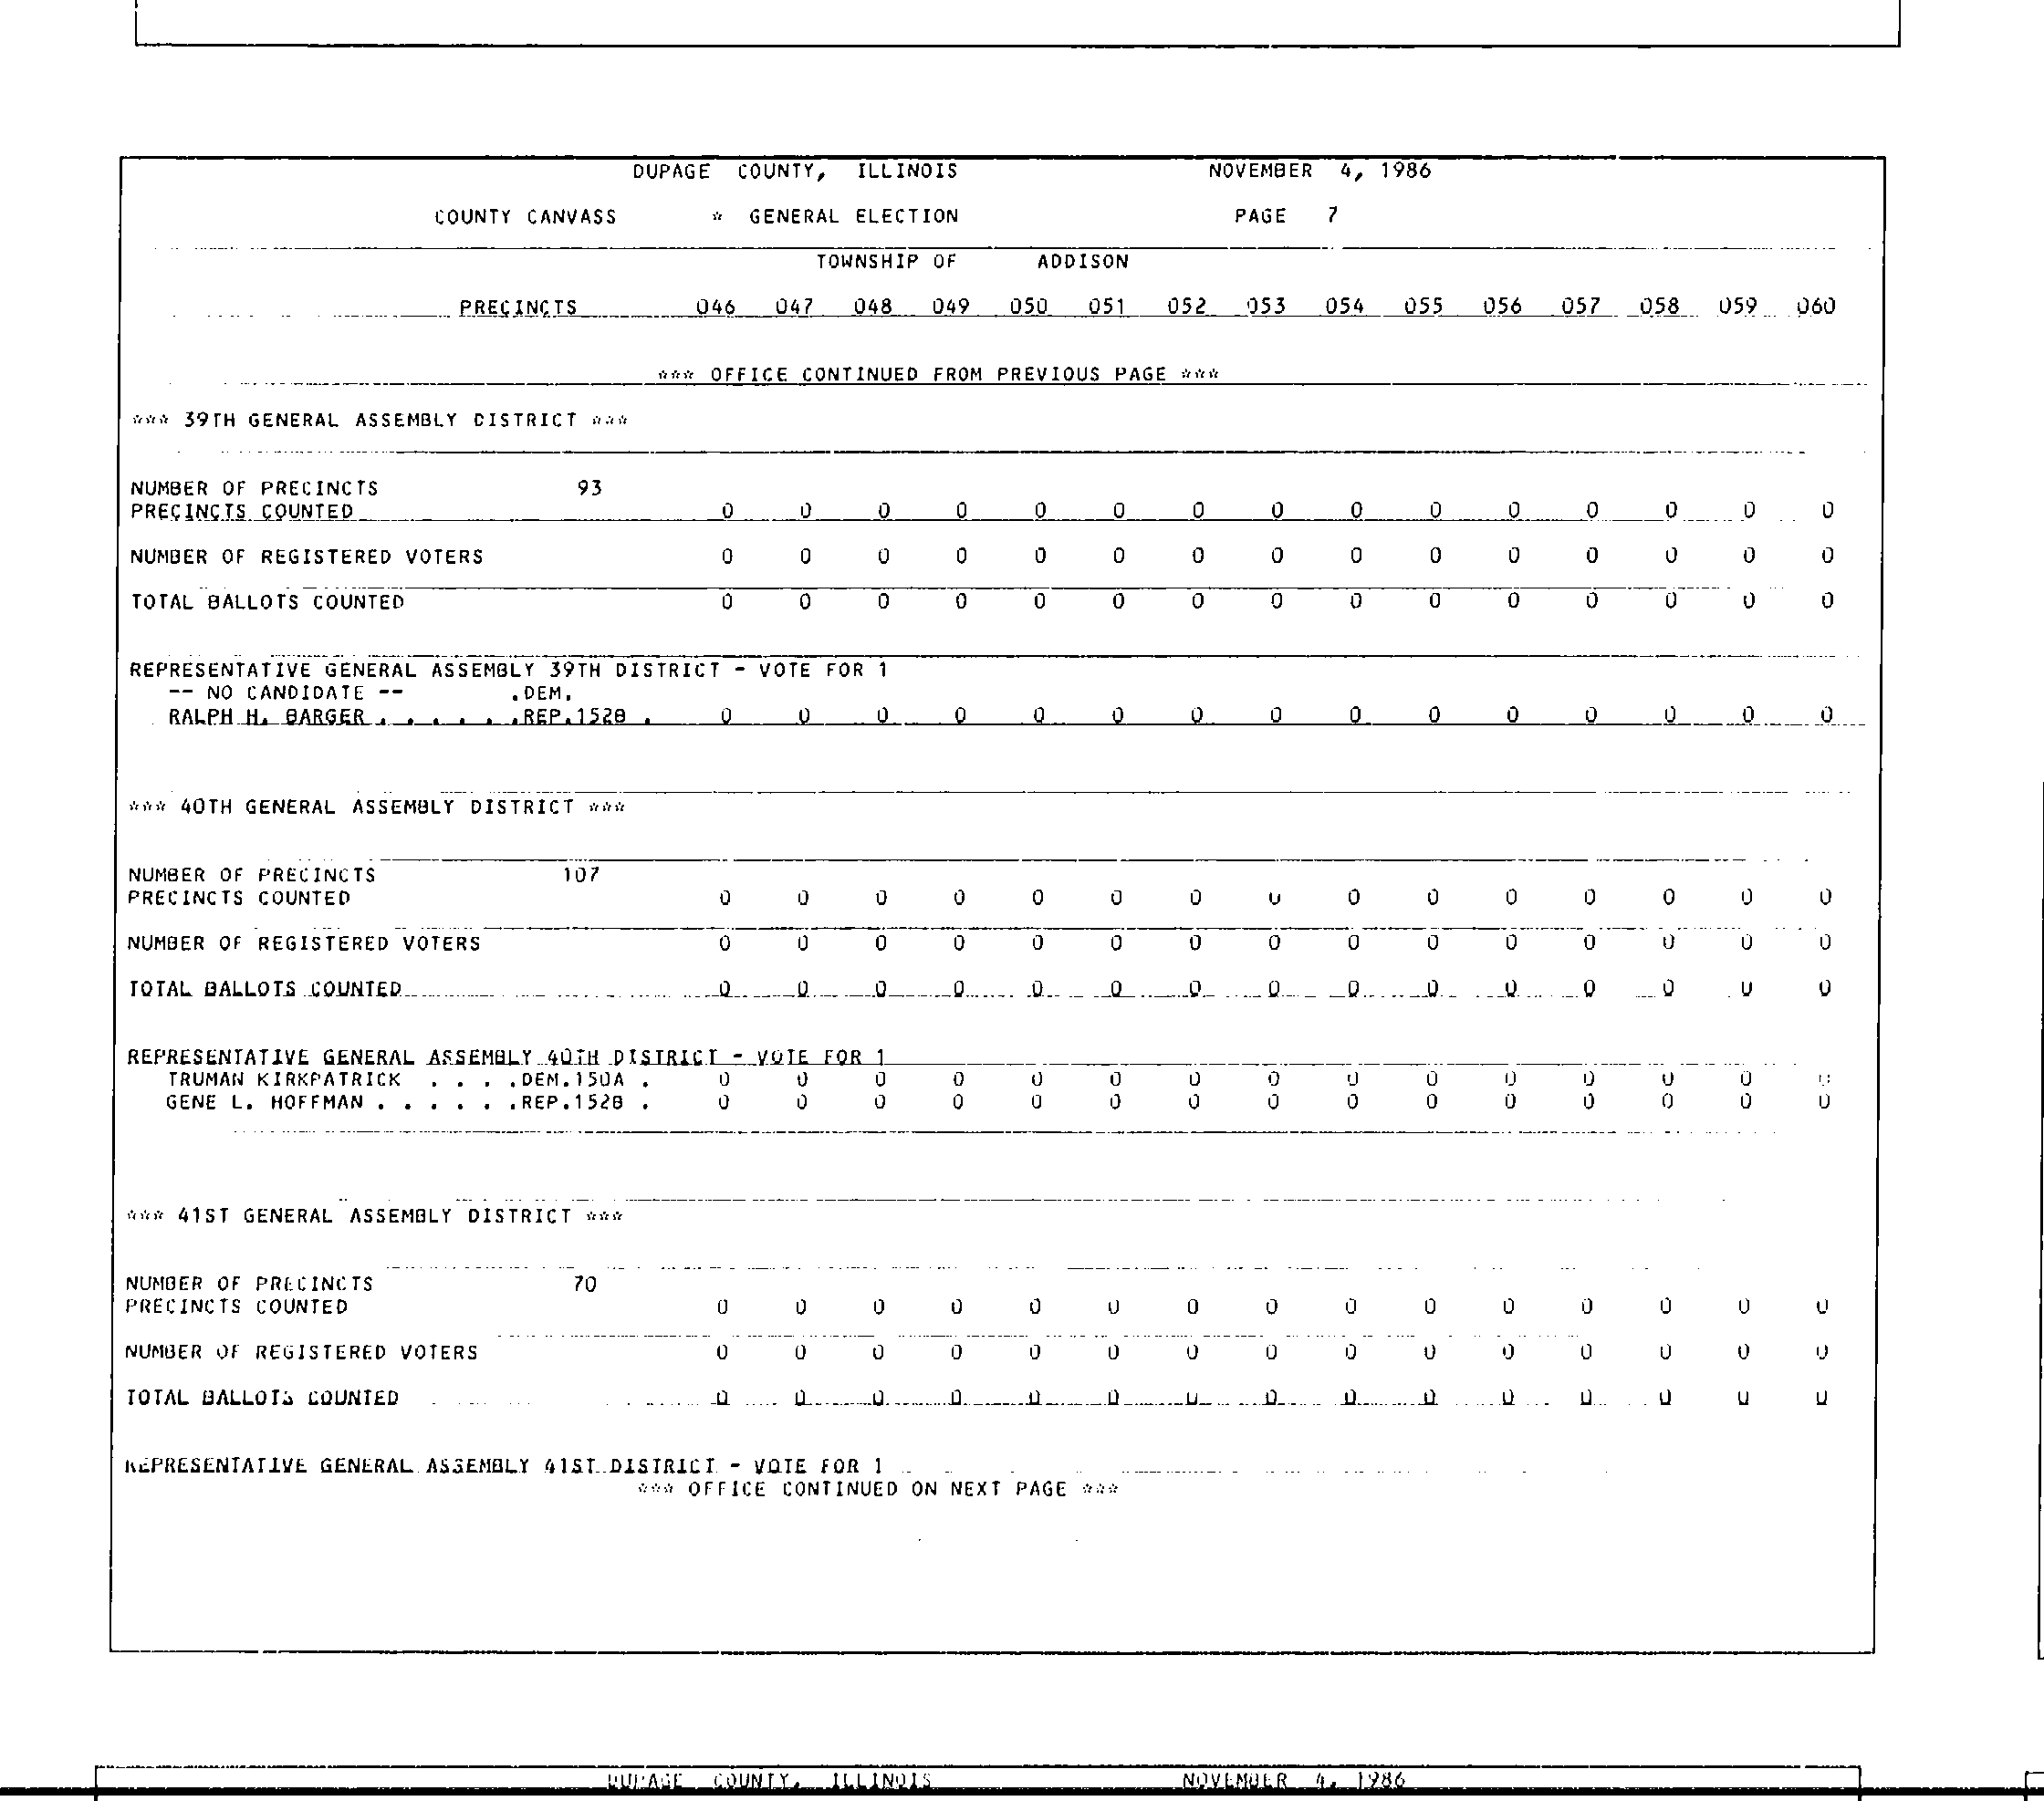 DUPAGE COUNTY, ILLINOIS NOVEMBER 4, 1986
COUNTY CANVASS * GENERAL ELECTION PAGE 7
TOWNSHIP OF ADDISON
PRECINCTS 046 047 048 049 050 051 052 053 054 055 056 057 058 059 060
*** OFFICE CONTINUED FROM PREVIOUS PAGE ***
*** 39TH GENERAL ASSEMBLY DISTRICT ***
NUMBER OF PRECINCTS 93
PRECINCTS COUNTED 0 0 0 0 0 0 0 0 0 0 0 0 0 0 0
NUMBER OF REGISTERED VOTERS 0 0 0 0 0 0 0 0 0 0 0 0 0 0 0
TOTAL BALLOTS COUNTED 0 0 0 0 0 0 0 0 0 0 0 0 0 0 0
REPRESENTATIVE GENERAL ASSEMBLY 39TH DISTRICT - VOTE FOR 1
-- NO CANDIDATE -- .DEM.
RALPH H. BARGER . . . . . .REP.152B . 0 0 0 0 0 0 0 0 0 0 0 0 0 0 0
*** 40TH GENERAL ASSEMBLY DISTRICT ***
NUMBER OF PRECINCTS 107
PRECINCTS COUNTED 0 0 0 0 0 0 0 0 0 0 0 0 0 0 0
NUMBER OF REGISTERED VOTERS 0 0 0 0 0 0 0 0 0 0 0 0 0 0 0
TOTAL BALLOTS COUNTED 0 0 0 0 0 0 0 0 0 0 0 0 0 0 0
REPRESENTATIVE GENERAL ASSEMBLY 40TH DISTRICT - VOTE FOR 1
TRUMAN KIRKPATRICK . . . .DEM.150A . 0 0 0 0 0 0 0 0 0 0 0 0 0 0 0
GENE L. HOFFMAN . . . . . .REP.152B . 0 0 0 0 0 0 0 0 0 0 0 0 0 0 0
*** 41ST GENERAL ASSEMBLY DISTRICT ***
NUMBER OF PRECINCTS 70
PRECINCTS COUNTED 0 0 0 0 0 0 0 0 0 0 0 0 0 0 0
NUMBER OF REGISTERED VOTERS 0 0 0 0 0 0 0 0 0 0 0 0 0 0 0
TOTAL BALLOTS COUNTED 0 0 0 0 0 0 0 0 0 0 0 0 0 0 0
REPRESENTATIVE GENERAL ASSEMBLY 41ST DISTRICT - VOTE FOR 1
*** OFFICE CONTINUED ON NEXT PAGE ***
DUPAGE COUNTY, ILLINOIS NOVEMBER 4, 1986